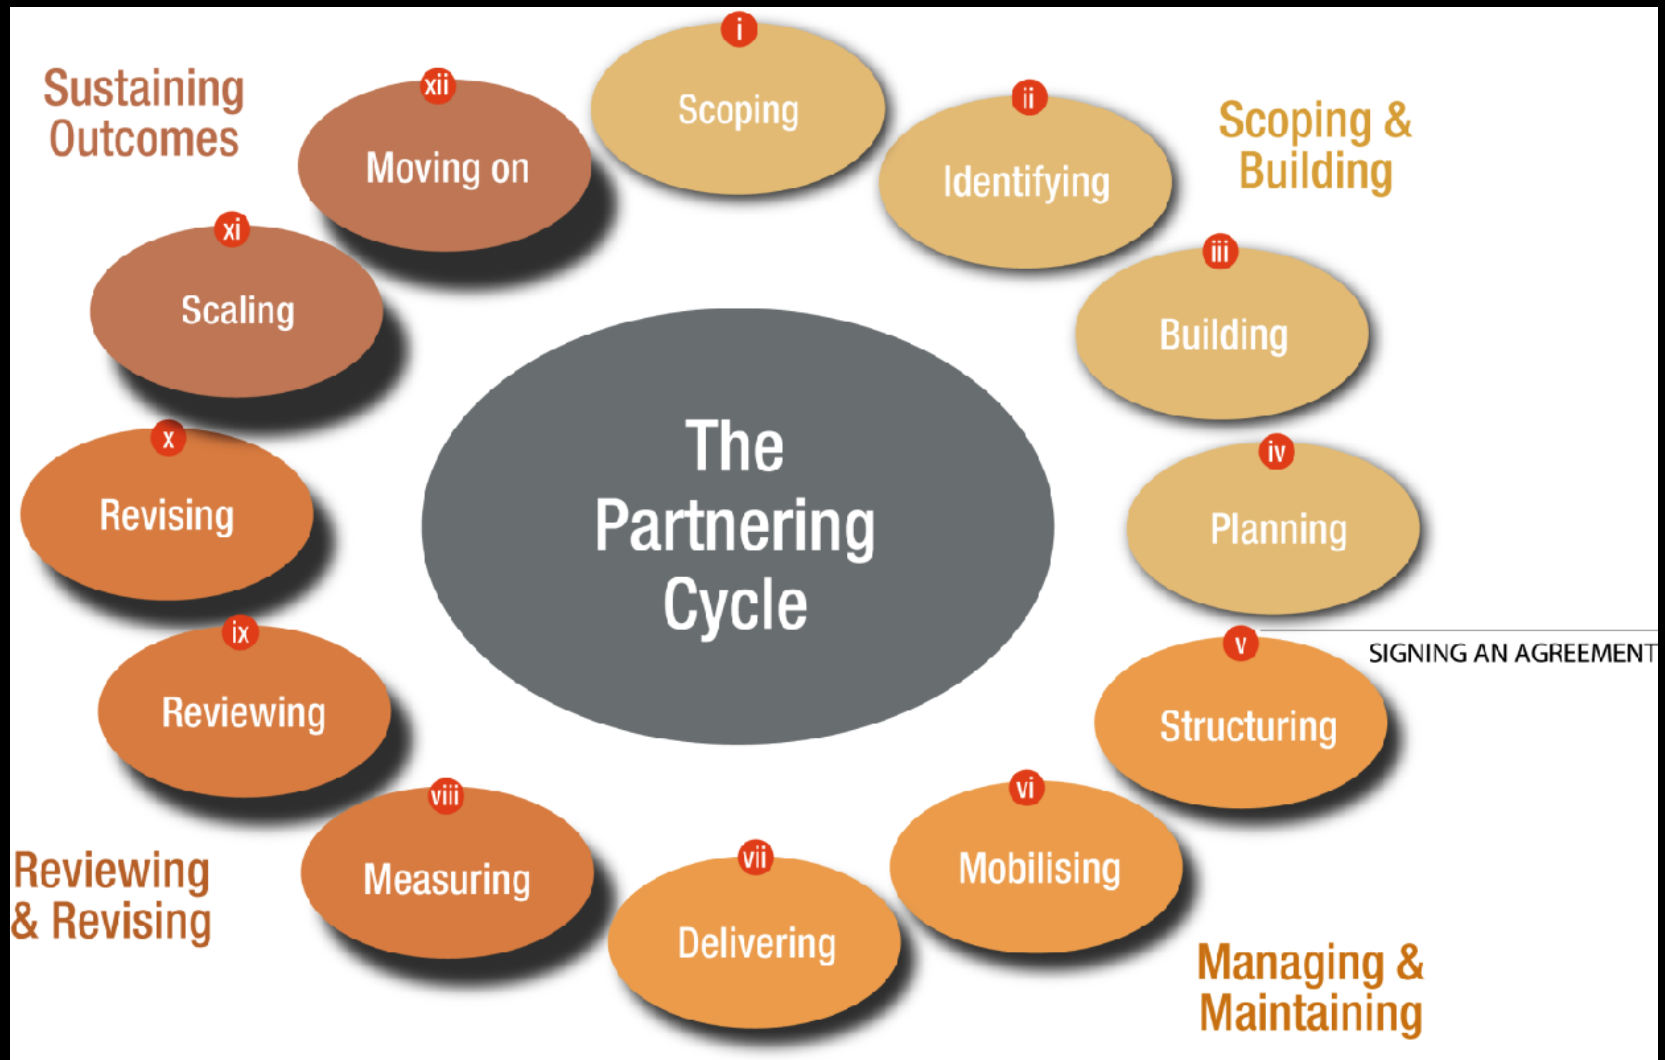 i
Scoping
ii
Identifying
Scoping &
Building
iii
Building
iv
Planning
SIGNING AN AGREEMENT
v
Structuring
vi
Mobilising
Managing &
Maintaining
vii
Delivering
viii
Measuring
Reviewing
& Revising
ix
Reviewing
x
Revising
xi
Scaling
xii
Moving on
Sustaining
Outcomes
The
Partnering
Cycle